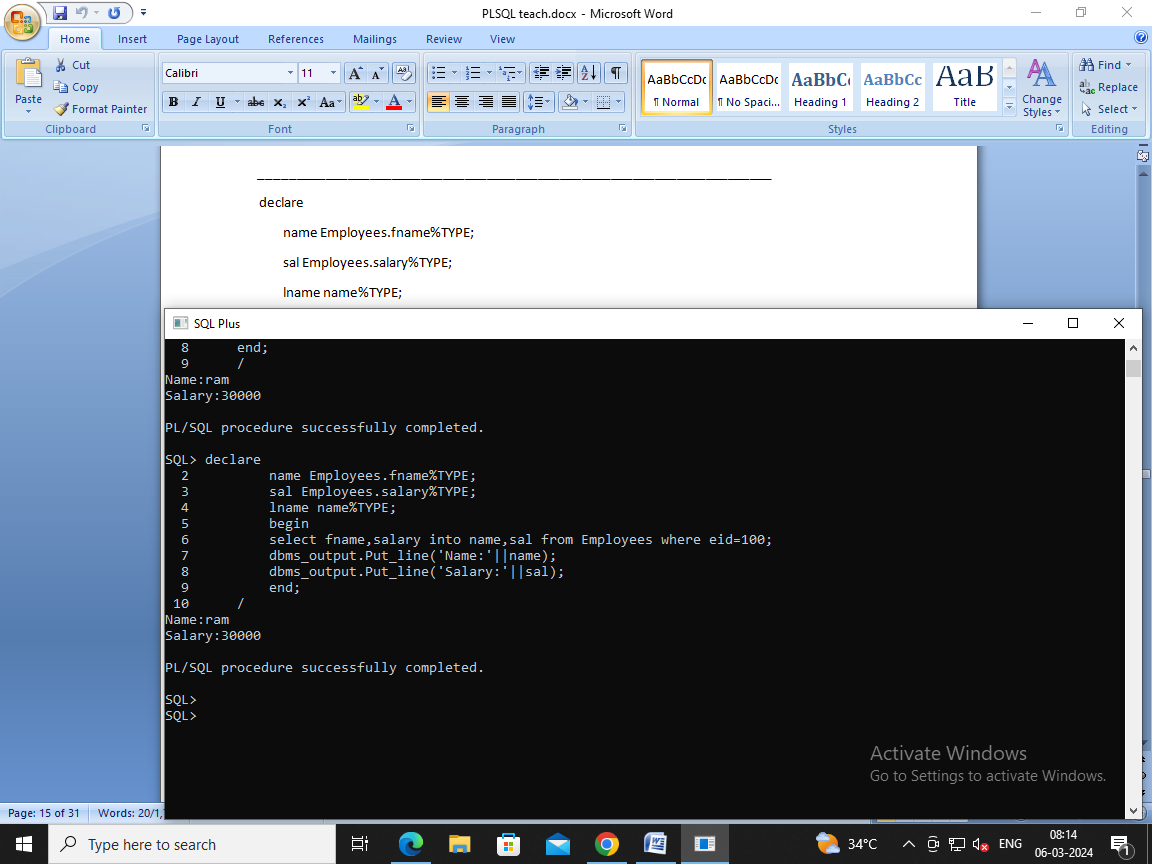 PLSQL teach.docx - Microsoft Word
Home Insert Page Layout References Mailings Review View
Paste
Cut
Copy
Format Painter
Clipboard
Calibri 11
B I U abc X₂ X² Aa ab A
Font
Paragraph
AaBbCcDc AaBbCcDc AaBbC AaBbCc AaB
¶ Normal ¶ No Spaci... Heading 1 Heading 2 Title
Change Styles
Styles
Find
Replace
Select
Editing
declare
name Employees.fname%TYPE;
sal Employees.salary%TYPE;
lname name%TYPE;
SQL Plus
8 end;
9 /
Name:ram
Salary:30000
PL/SQL procedure successfully completed.
SQL> declare
2 name Employees.fname%TYPE;
3 sal Employees.salary%TYPE;
4 lname name%TYPE;
5 begin
6 select fname,salary into name,sal from Employees where eid=100;
7 dbms_output.Put_line('Name:'||name);
8 dbms_output.Put_line('Salary:'||sal);
9 end;
10 /
Name:ram
Salary:30000
PL/SQL procedure successfully completed.
SQL>
SQL>
Activate Windows
Go to Settings to activate Windows.
Page: 15 of 31 Words: 20/1,
Type here to search
34°C ENG 08:14
06-03-2024
1